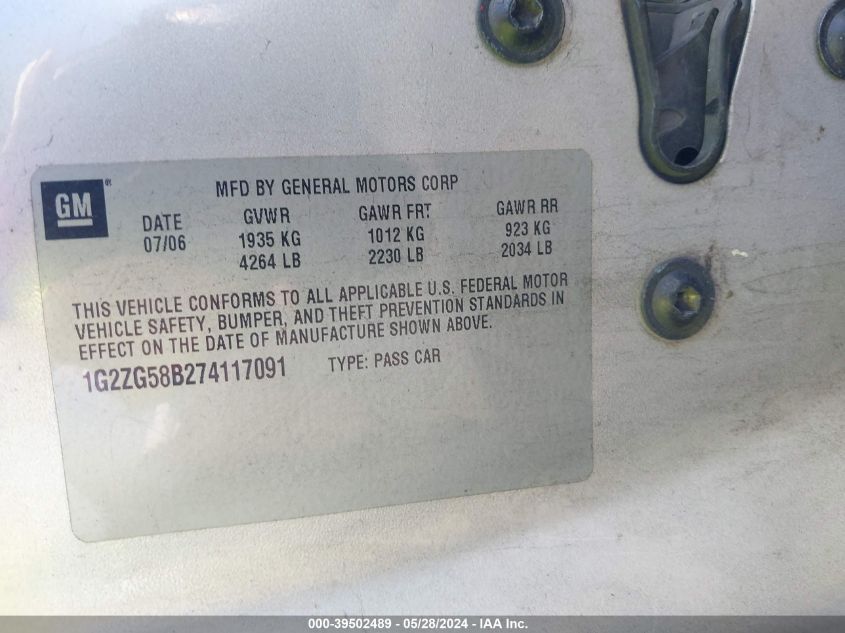 GM®
MFD BY GENERAL MOTORS CORP
DATE GVWR GAWR FRT GAWR RR
07/06 1935 KG 1012 KG 923 KG
4264 LB 2230 LB 2034 LB
THIS VEHICLE CONFORMS TO ALL APPLICABLE U.S. FEDERAL MOTOR
VEHICLE SAFETY, BUMPER, AND THEFT PREVENTION STANDARDS IN
EFFECT ON THE DATE OF MANUFACTURE SHOWN ABOVE.
1G2ZG58B274117091 TYPE: PASS CAR
000-39502489 - 05/28/2024 - IAA Inc.